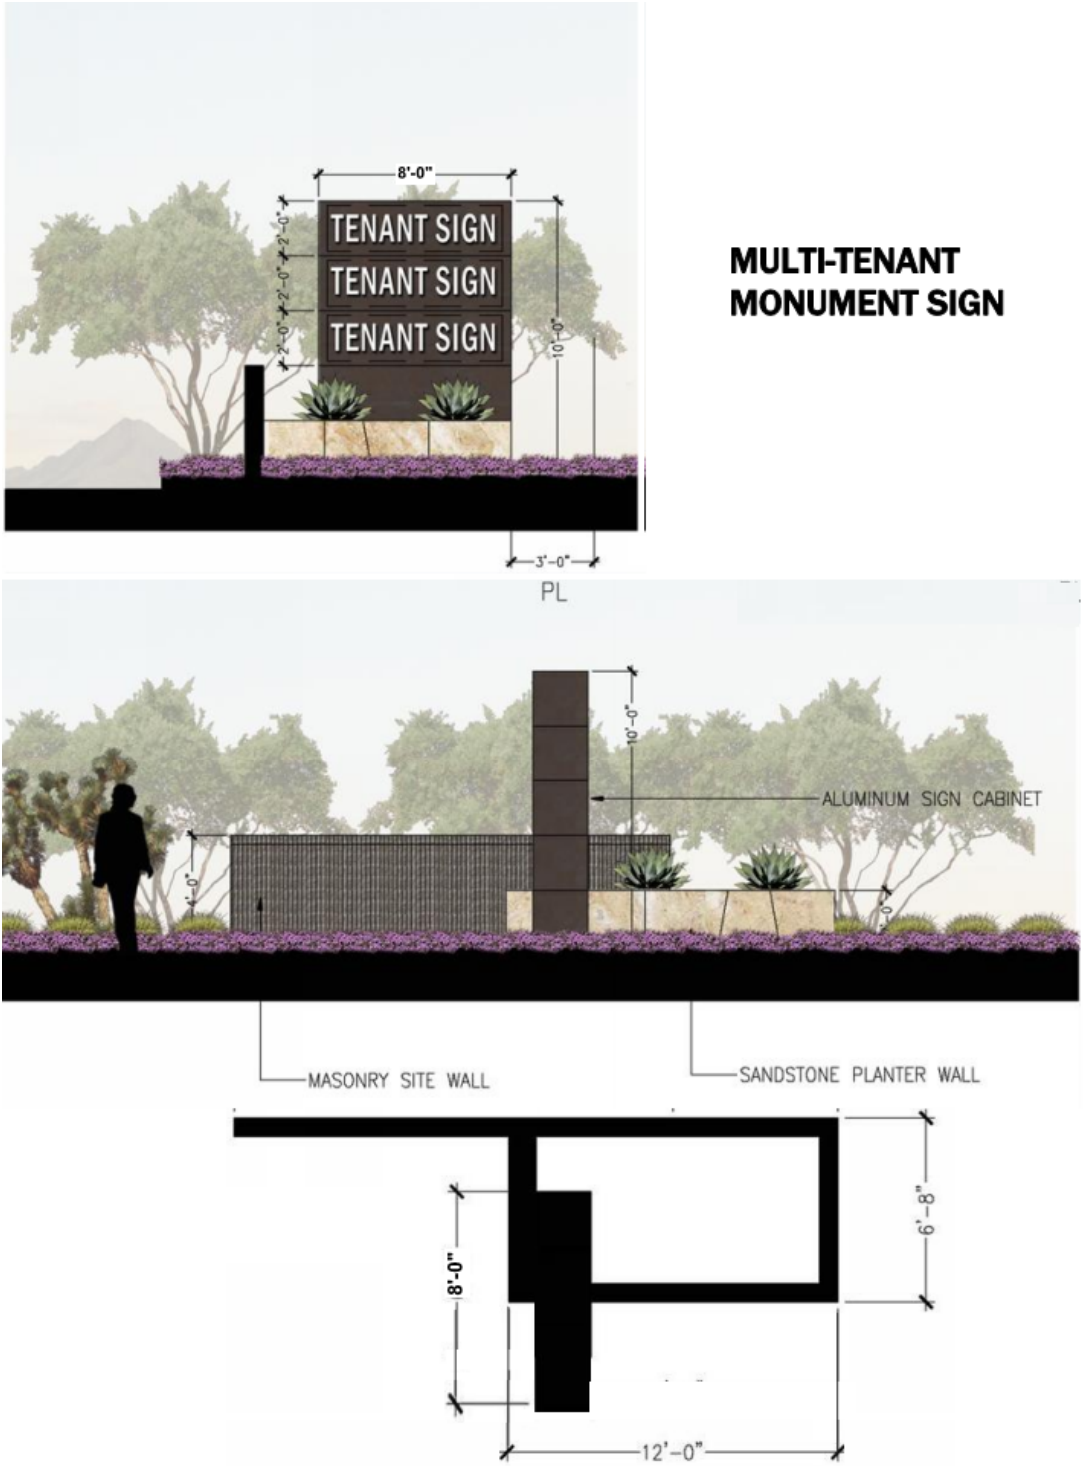 8'-0"
2'-0"
TENANT SIGN
2'-0"
TENANT SIGN
2'-0"
TENANT SIGN
10'-0"
MULTI-TENANT
MONUMENT SIGN
3'-0"
PL
10'-0"
ALUMINUM SIGN CABINET
4'-0"
MASONRY SITE WALL
SANDSTONE PLANTER WALL
6'-8"
8'-0"
12'-0"